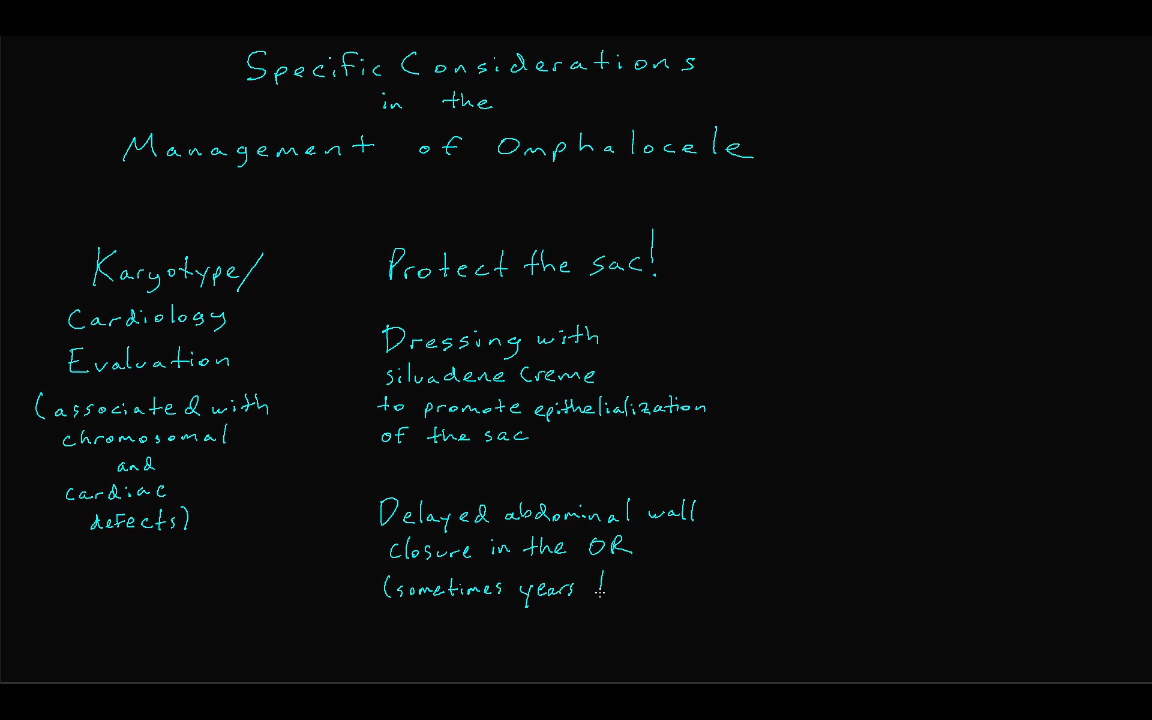 Specific Considerations
in the
Management of Omphalocele
Karyotype/
Cardiology
Evaluation
(associated with
chromosomal
and
cardiac
defects)
Protect the sac!
Dressing with
silvadene creme
to promote epithelialization
of the sac
Delayed abdominal wall
closure in the OR
(sometimes years l